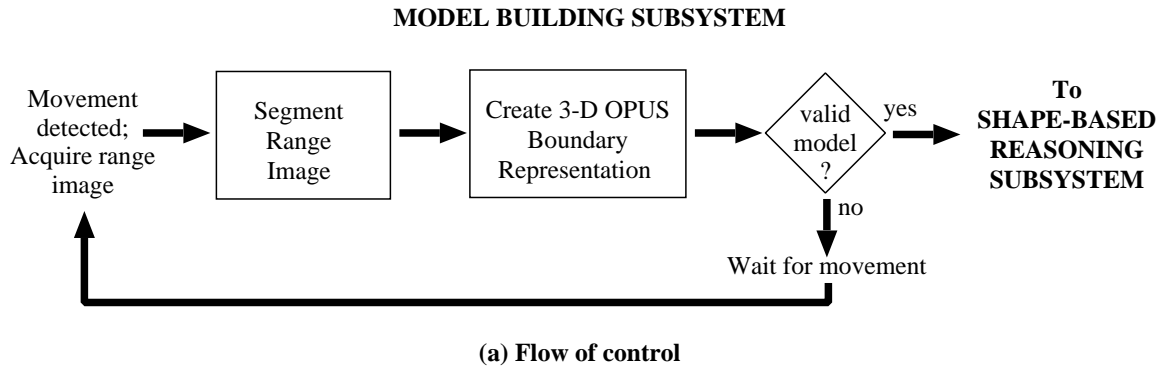 MODEL BUILDING SUBSYSTEM
Movement
detected;
Acquire range
image
Segment
Range
Image
Create 3-D OPUS
Boundary
Representation
valid
model
?
yes
To
SHAPE-BASED
REASONING
SUBSYSTEM
no
Wait for movement
(a) Flow of control